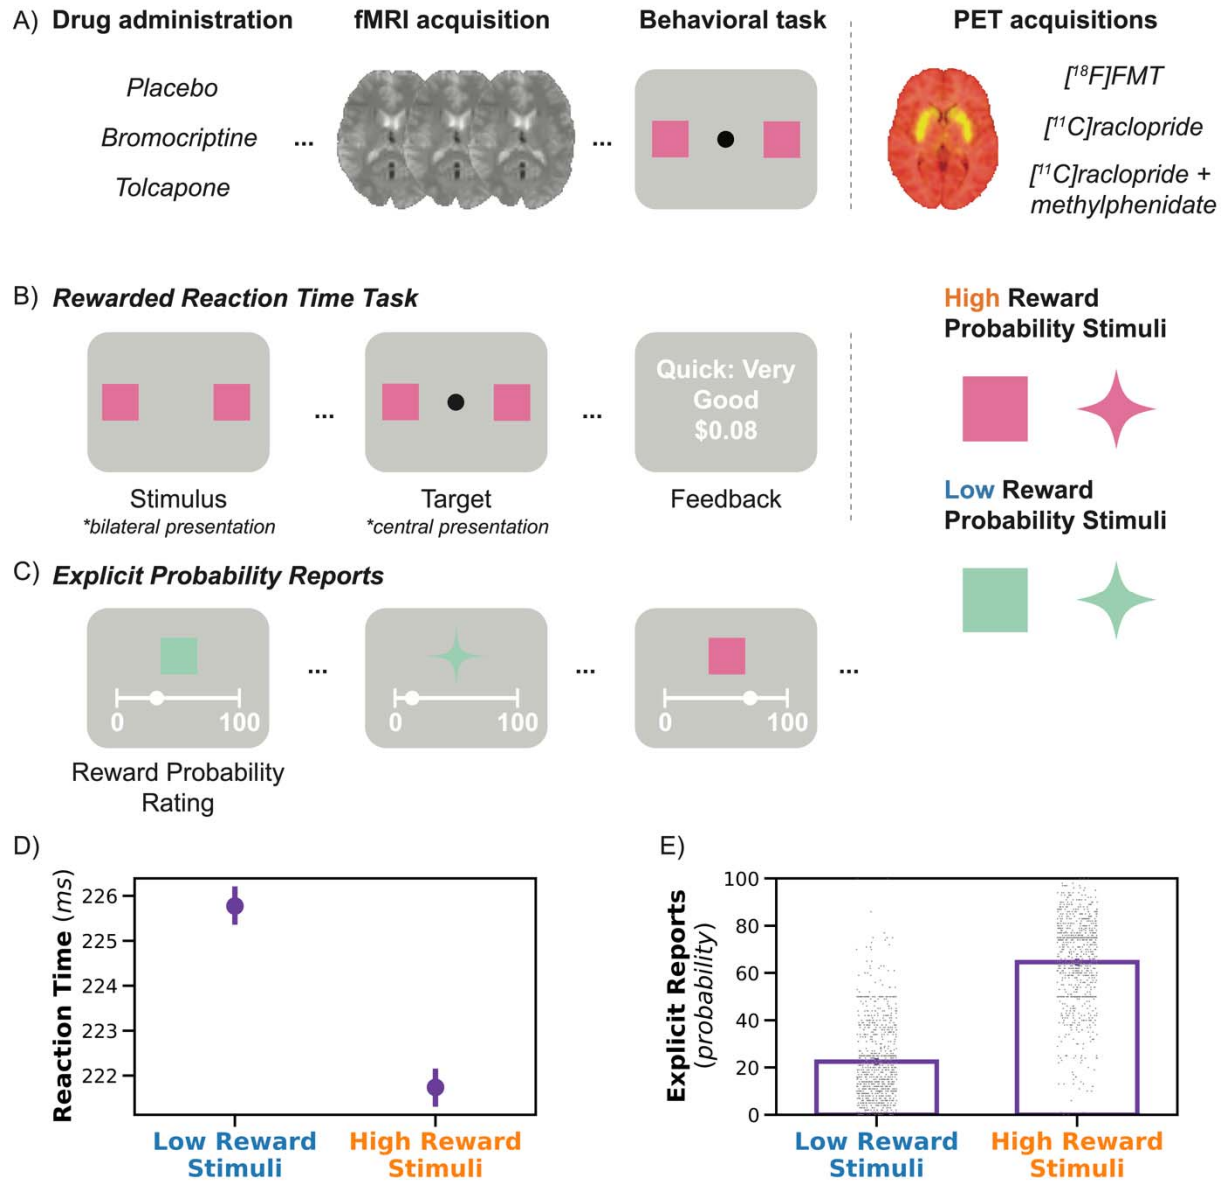 A) Drug administration
fMRI acquisition
Behavioral task
PET acquisitions
Placebo
Bromocriptine
Tolcapone
...
...
[¹⁸F]FMT
[¹¹C]raclopride
[¹¹C]raclopride +
methylphenidate
B) Rewarded Reaction Time Task
...
...
Quick: Very
Good
$0.08
Stimulus
*bilateral presentation
Target
*central presentation
Feedback
High Reward
Probability Stimuli
Low Reward
Probability Stimuli
C) Explicit Probability Reports
0 100
...
0 100
...
0 100
...
Reward Probability
Rating
D)
Reaction Time (ms)
226
225
224
223
222
Low Reward
Stimuli
High Reward
Stimuli
E)
Explicit Reports
(probability)
100
80
60
40
20
0
Low Reward
Stimuli
High Reward
Stimuli